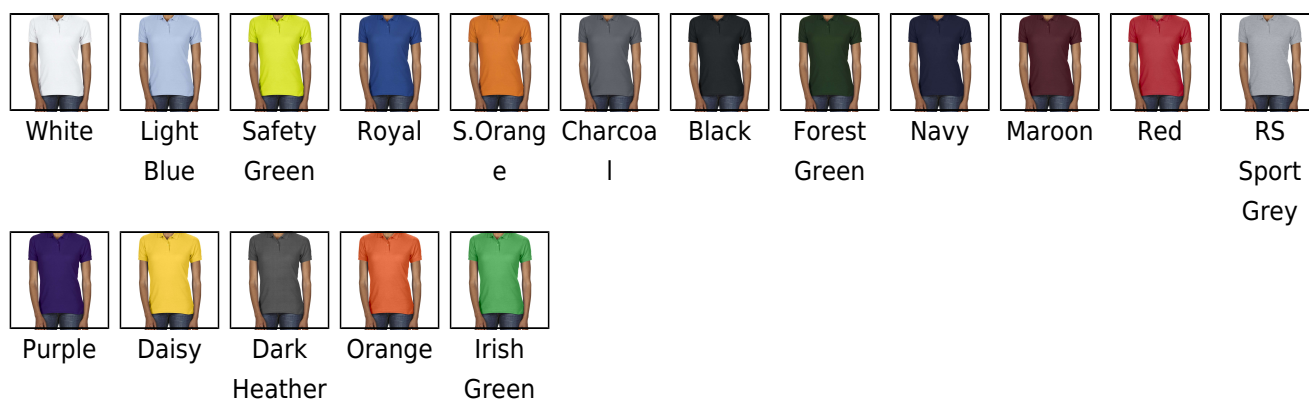 White
Light
Blue
Safety
Green
Royal
S.Orang
e
Charcoa
l
Black
Forest
Green
Navy
Maroon
Red
RS
Sport
Grey
Purple
Daisy
Dark
Heather
Orange
Irish
Green